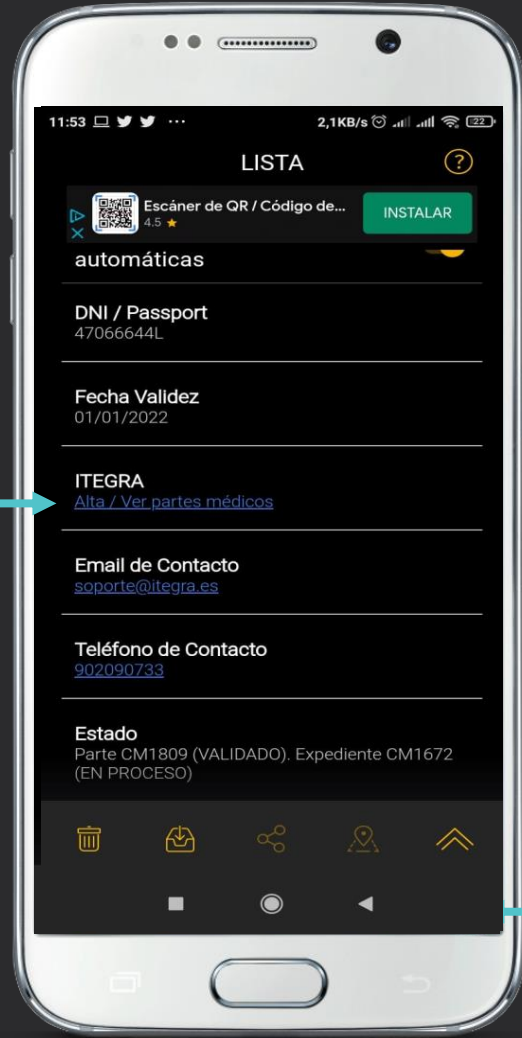 11:53 ... 2,1KB/s 22
LISTA ?
Escáner de QR / Código de...
4.5 ★
INSTALAR
automáticas
DNI / Passport
47066644L
Fecha Validez
01/01/2022
ITEGRA
Alta / Ver partes médicos
Email de Contacto
soporte@itegra.es
Teléfono de Contacto
902090733
Estado
Parte CM1809 (VALIDADO). Expediente CM1672
(EN PROCESO)